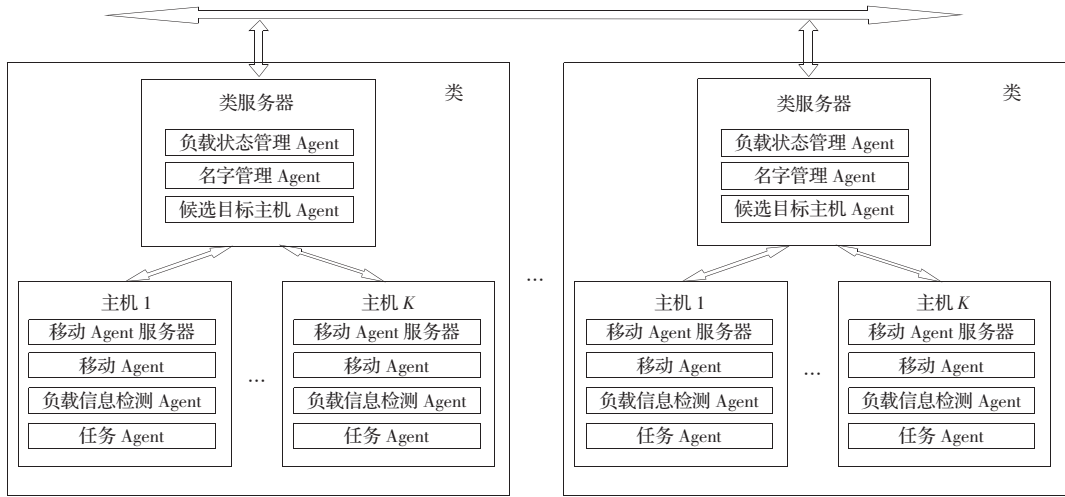 类
类服务器
负载状态管理 Agent
名字管理 Agent
候选目标主机 Agent
主机 1
移动 Agent 服务器
移动 Agent
负载信息检测 Agent
任务 Agent
...
主机 K
移动 Agent 服务器
移动 Agent
负载信息检测 Agent
任务 Agent
...
类
类服务器
负载状态管理 Agent
名字管理 Agent
候选目标主机 Agent
主机 1
移动 Agent 服务器
移动 Agent
负载信息检测 Agent
任务 Agent
...
主机 K
移动 Agent 服务器
移动 Agent
负载信息检测 Agent
任务 Agent